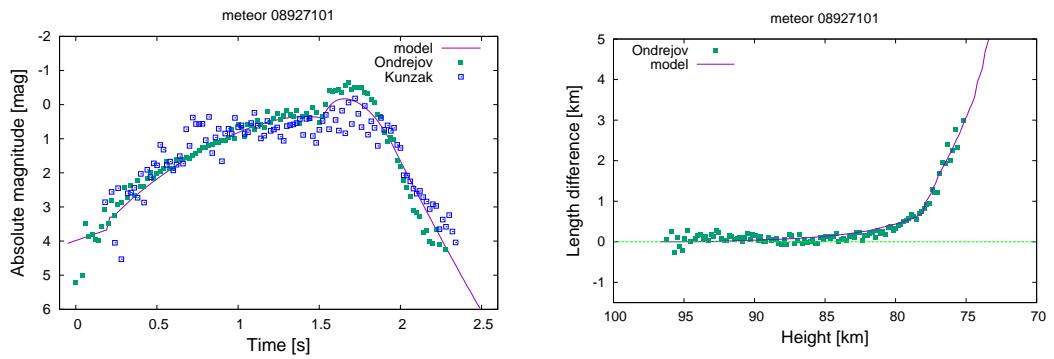 meteor 08927101
model
Ondrejov
Kunzak
-2
-1
0
1
2
3
4
5
6
Absolute magnitude [mag]
0 0.5 1 1.5 2 2.5
Time [s]
meteor 08927101
Ondrejov
model
5
4
3
2
1
0
-1
Length difference [km]
100 95 90 85 80 75 70
Height [km]